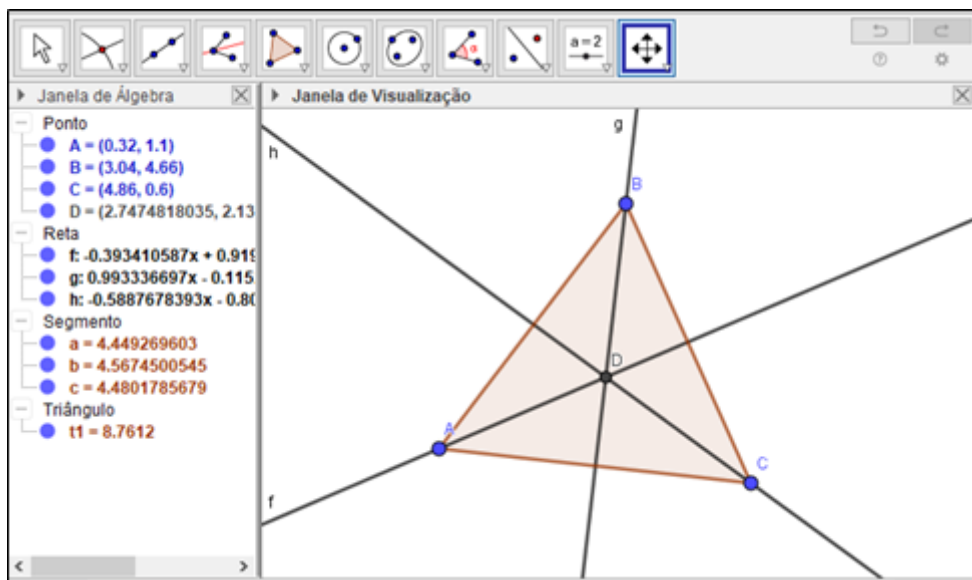 a=2
Janela de Álgebra
Janela de Visualização
Ponto
A = (0.32, 1.1)
B = (3.04, 4.66)
C = (4.86, 0.6)
D = (2.7474818035, 2.13
Reta
f: -0.393410587x + 0.919
g: 0.993336697x - 0.115
h: -0.5887678393x - 0.80
Segmento
a = 4.449269603
b = 4.5674500545
c = 4.4801785679
Triângulo
t1 = 8.7612
g
h
B
D
A
C
f